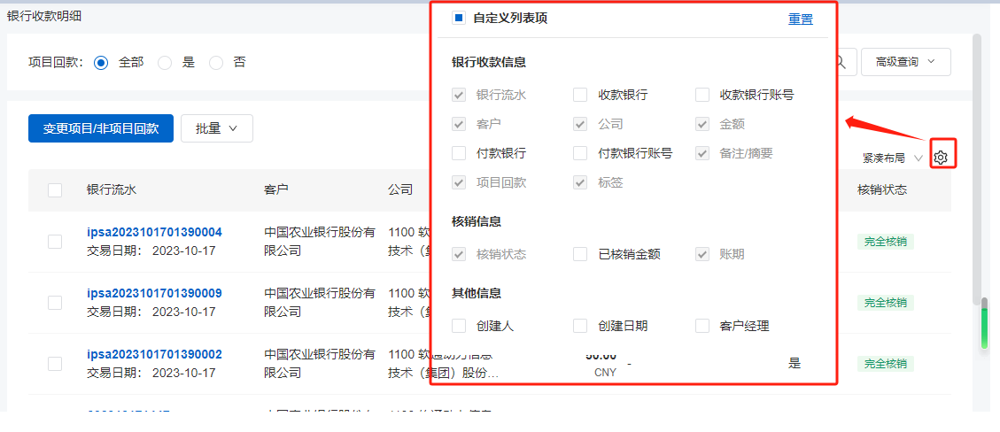 银行收款明细
自定义列表项 重置
项目回款： 全部 是 否
高级查询
银行收款信息
银行流水 收款银行 收款银行账号
客户 公司 金额
付款银行 付款银行账号 备注/摘要
项目回款 标签
核销信息
核销状态 已核销金额 账期
其他信息
创建人 创建日期 客户经理
变更项目/非项目回款 批量
紧凑布局
银行流水 客户 公司 核销状态
ipsa2023101701390004 中国农业银行股份有 1100 软 完全核销
交易日期： 2023-10-17 限公司 技术（集
ipsa2023101701390009 中国农业银行股份有 1100 软 完全核销
交易日期： 2023-10-17 限公司 技术（集
ipsa2023101701390002 中国农业银行股份有 1100 软通动力信息 50.00 - 是 完全核销
交易日期： 2023-10-17 限公司 技术（集团）股份... CNY